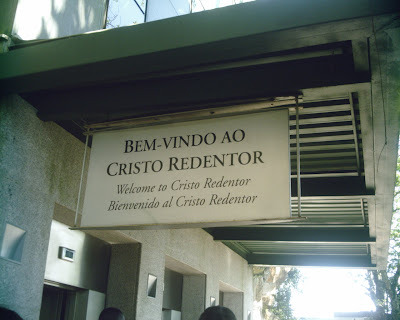 BEM-VINDO AO
CRISTO REDENTOR
Welcome to Cristo Redentor
Bienvenido al Cristo Redentor